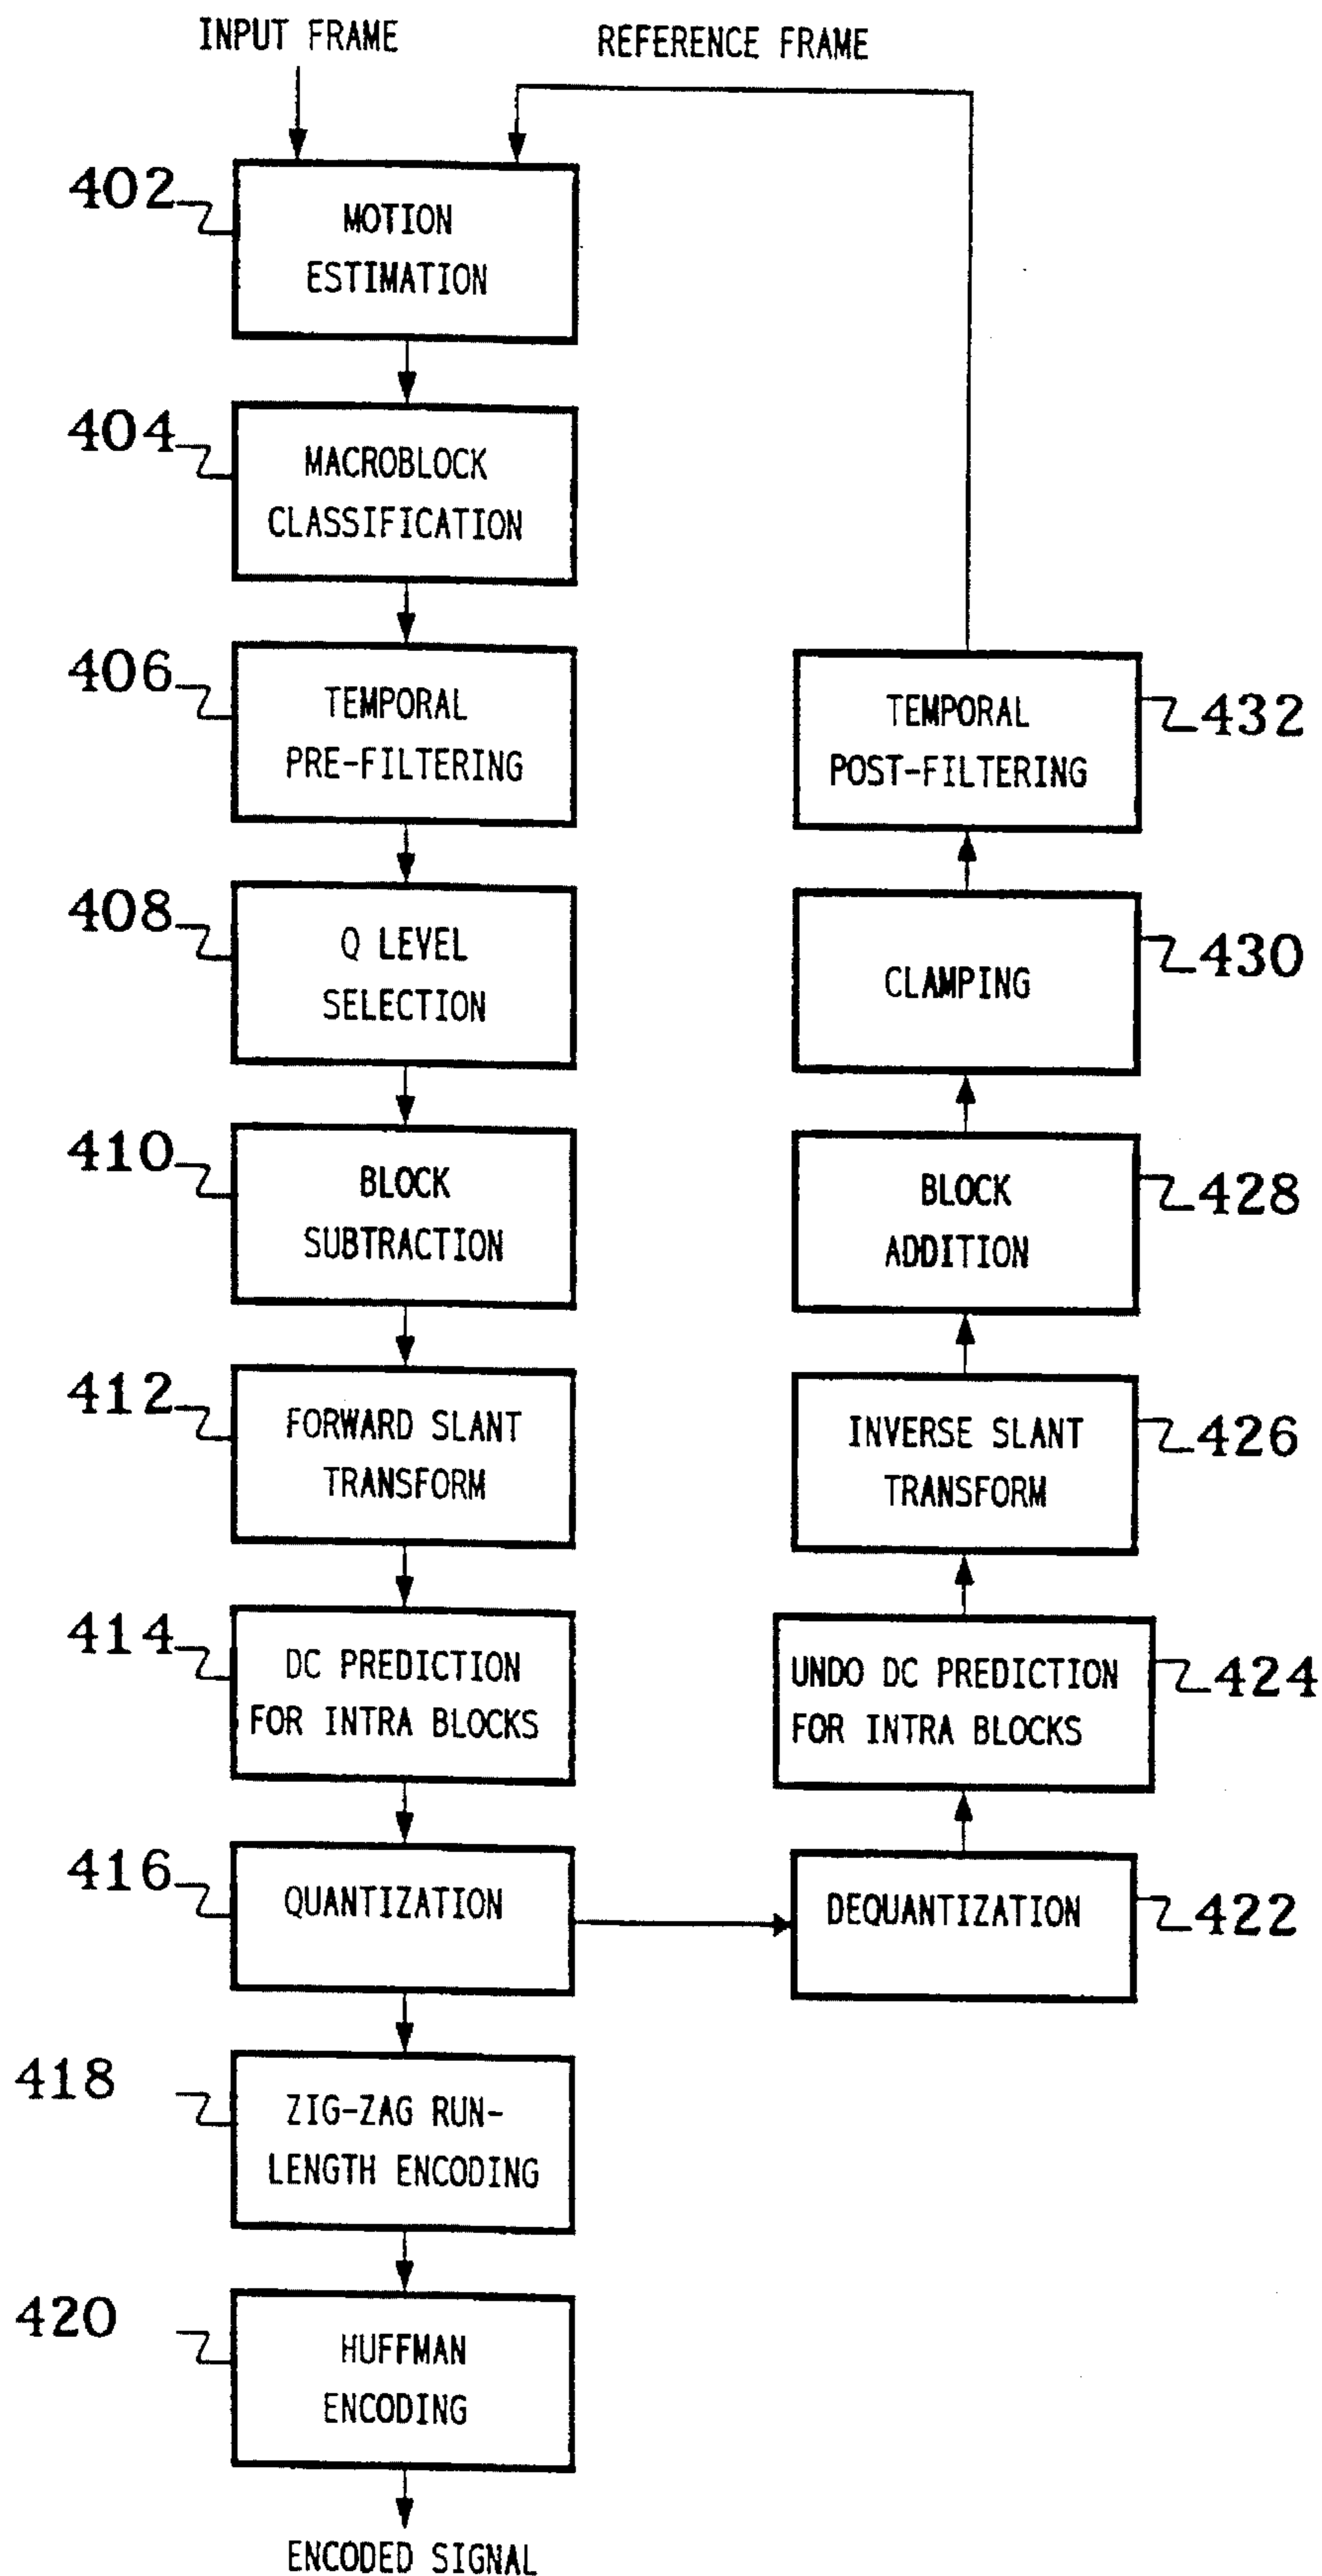 INPUT FRAME
REFERENCE FRAME
402
MOTION
ESTIMATION
404
MACROBLOCK
CLASSIFICATION
406
TEMPORAL
PRE-FILTERING
408
Q LEVEL
SELECTION
410
BLOCK
SUBTRACTION
412
FORWARD SLANT
TRANSFORM
414
DC PREDICTION
FOR INTRA BLOCKS
416
QUANTIZATION
418
ZIG-ZAG RUN-
LENGTH ENCODING
420
HUFFMAN
ENCODING
ENCODED SIGNAL
TEMPORAL
POST-FILTERING
432
CLAMPING
430
BLOCK
ADDITION
428
INVERSE SLANT
TRANSFORM
426
UNDO DC PREDICTION
FOR INTRA BLOCKS
424
DEQUANTIZATION
422